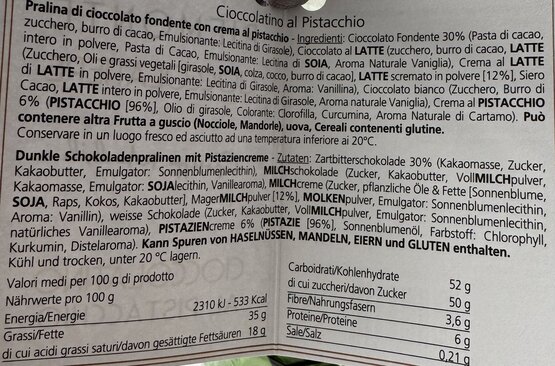 Cioccolatino al Pistacchio
Pralina di cioccolato fondente con crema al pistacchio - Ingredienti: Cioccolato Fondente 30% (Pasta di cacao,
zucchero, burro di cacao, Emulsionante: Lecitina di Girasole), Cioccolato al LATTE (zucchero, burro di cacao, LATTE
intero in polvere, Pasta di Cacao, Emulsionante: Lecitina di SOIA, Aroma Naturale Vaniglia), Crema al LATTE
(Zucchero, Oli e grassi vegetali [girasole, SOIA, colza, cocco, burro di cacao], LATTE scremato in polvere [12%], Siero
di LATTE in polvere, Emulsionante: Lecitina di Girasole, Aroma: Vanillina), Cioccolato bianco (Zucchero, Burro di
Cacao, LATTE intero in polvere, Emulsionante: Lecitina di Girasole, Aroma naturale Vaniglia), Crema al PISTACCHIO
6% (PISTACCHIO [96%], Olio di girasole, Colorante: Clorofilla, Curcumina, Aroma Naturale di Cartamo). Può
contenere altra Frutta a guscio (Nocciole, Mandorle), uova, Cereali contenenti glutine.
Conservare in un luogo fresco ed asciutto ad una temperatura inferiore ai 20°C.
Dunkle Schokoladenpralinen mit Pistaziencreme - Zutaten: Zartbitterschokolade 30% (Kakaomasse, Zucker,
Kakaobutter, Emulgator: Sonnenblumenlecithin), MILCHschokolade (Zucker, Kakaobutter, VollMILCHpulver,
Kakaomasse, Emulgator: SOJAlecithin, Vanillearoma), MILCHcreme (Zucker, pflanzliche Öle & Fette [Sonnenblume,
SOJA, Raps, Kokos, Kakaobutter], MagerMILCHpulver [12%], MOLKENpulver, Emulgator: Sonnenblumenlecithin,
Aroma: Vanillin), weisse Schokolade (Zucker, Kakaobutter, VollMILCHpulver, Emulgator: Sonnenblumenlecithin,
natürliches Vanillearoma), PISTAZIENcreme 6% (PISTAZIE [96%], Sonnenblumenöl, Farbstoff: Chlorophyll,
Kurkumin, Distelaroma). Kann Spuren von HASELNÜSSEN, MANDELN, EIERN und GLUTEN enthalten.
Kühl und trocken, unter 20 °C lagern.
Valori medi per 100 g di prodotto
Nährwerte pro 100 g
Energia/Energie 2310 kJ - 533 Kcal
Grassi/Fette 35 g
di cui acidi grassi saturi/davon gesättigte Fettsäuren 18 g
Carboidrati/Kohlenhydrate 52 g
di cui zuccheri/davon Zucker 50 g
Fibre/Nahrungsfasern 3,6 g
Proteine/Proteine 6 g
Sale/Salz 0,21 g